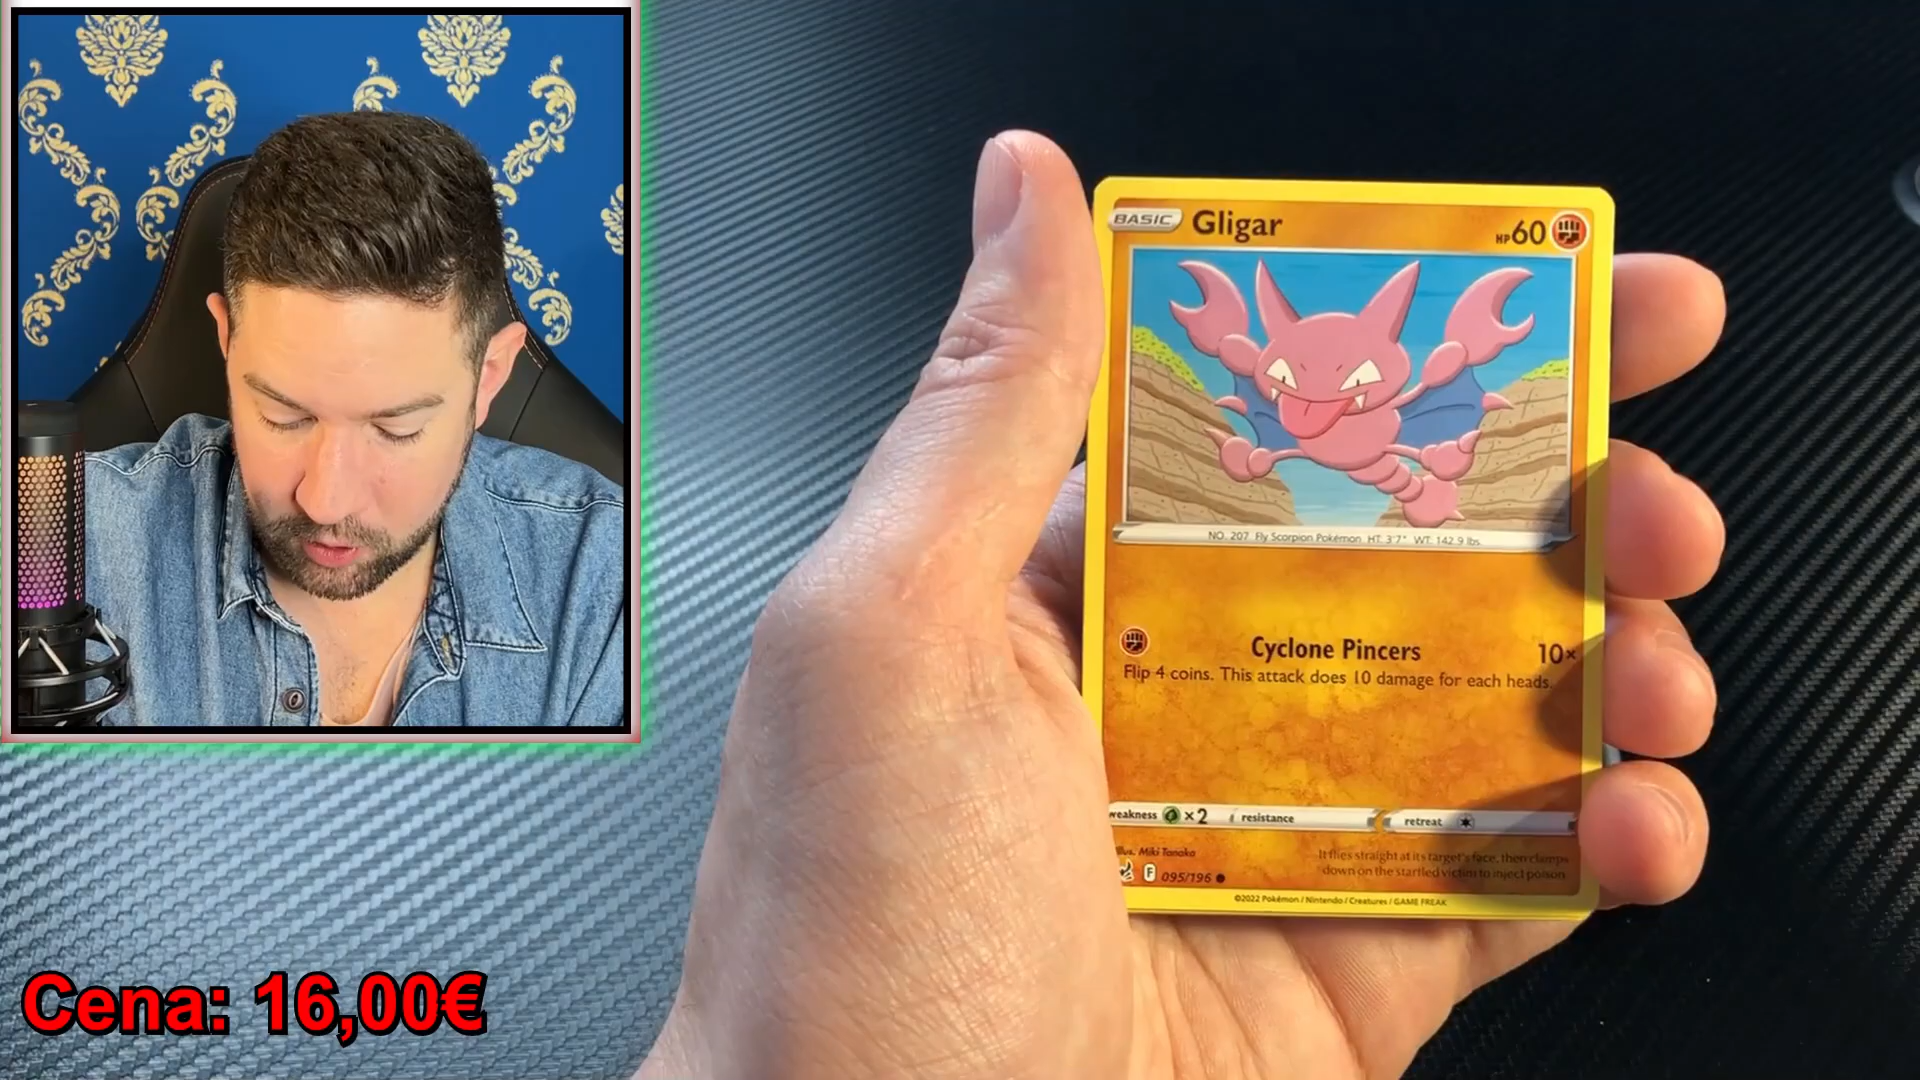 BASIC Gligar HP60
NO. 207 Fly Scorpion Pokémon HT: 3'7" WT: 142.9 lbs.
Cyclone Pincers 10×
Flip 4 coins. This attack does 10 damage for each heads.
weakness ×2 resistance retreat
Illus. Miki Tanaka
It flies straight at its target's face, then clamps
down on the startled victim to inject poison.
F 095/196
©2022 Pokémon / Nintendo / Creatures / GAME FREAK
Cena: 16,00€